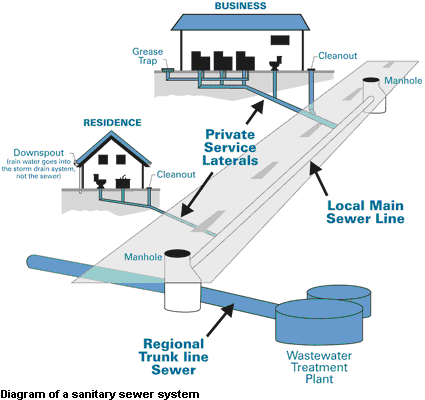 BUSINESS
Grease
Trap
Cleanout
Manhole
RESIDENCE
Private
Service
Laterals
Downspout
(rain water goes into
the storm drain system,
not the sewer)
Cleanout
Local Main
Sewer Line
Manhole
Regional
Trunk line
Sewer
Wastewater
Treatment
Plant
Diagram of a sanitary sewer system